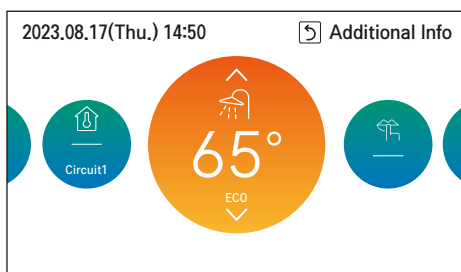 2023.08.17(Thu.) 14:50
Additional Info
Circuit1
65°
ECO